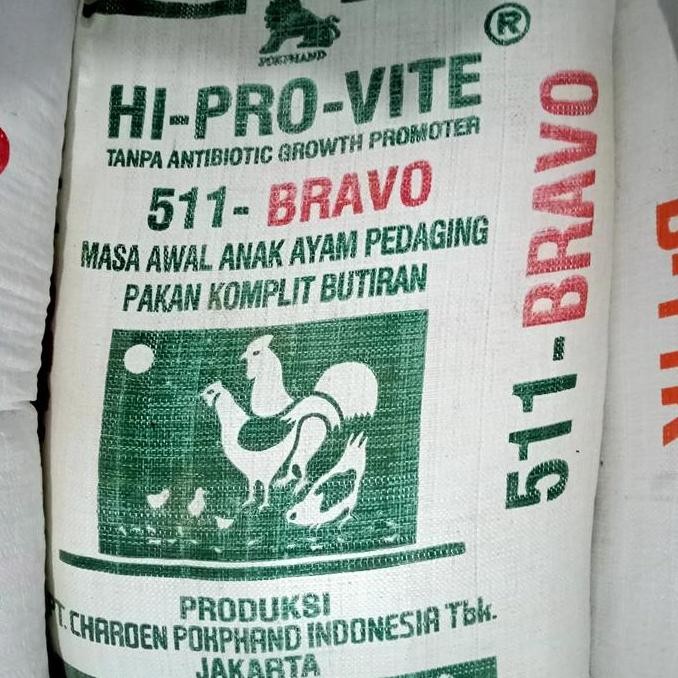 POKPHAND
®
HI-PRO-VITE
TANPA ANTIBIOTIC GROWTH PROMOTER
511- BRAVO
MASA AWAL ANAK AYAM PEDAGING
PAKAN KOMPLIT BUTIRAN
511-BRAVO
PRODUKSI
PT. CHAROEN POKPHAND INDONESIA Tbk.
JAKARTA